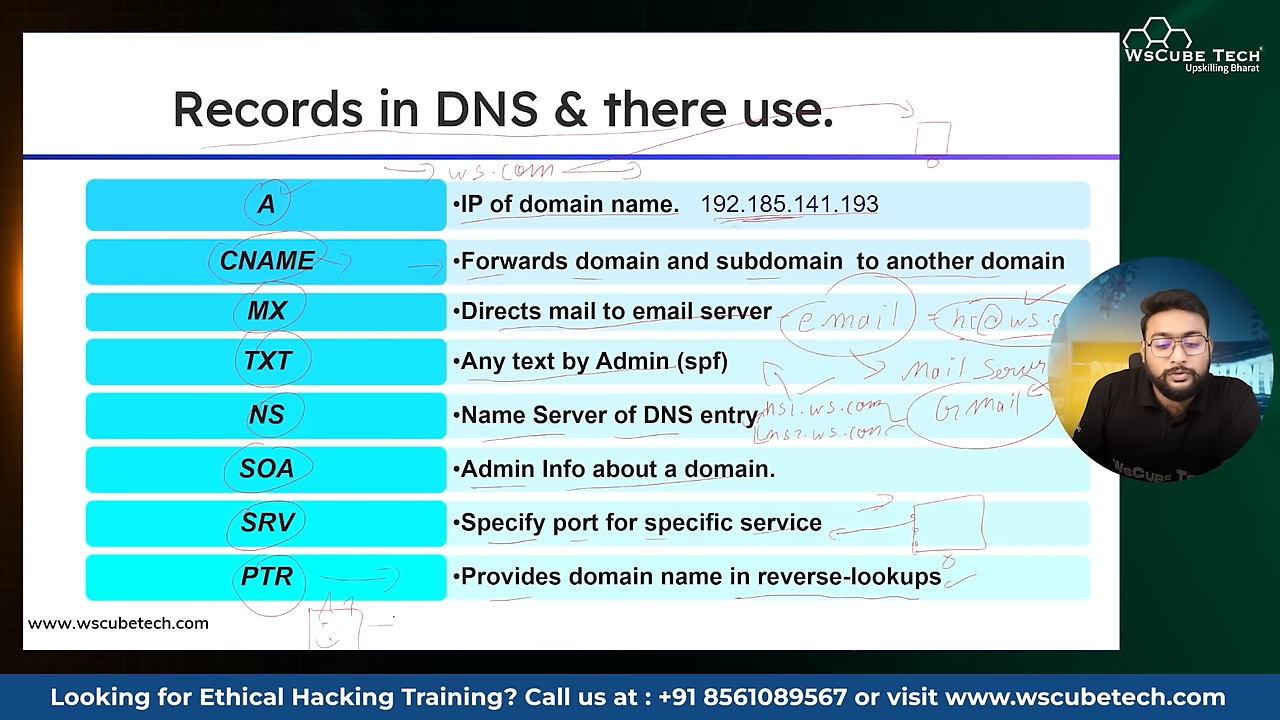 WsCube Tech
Upskilling Bharat
Records in DNS & there use.
ws.com
A
•IP of domain name. 192.185.141.193
CNAME
•Forwards domain and subdomain to another domain
MX
•Directs mail to email server
email = hr@ws.c
TXT
•Any text by Admin (spf)
Mail Server
NS
•Name Server of DNS entry
ns1.ws.com
ns2.ws.com
Gmail
SOA
•Admin Info about a domain.
SRV
•Specify port for specific service
PTR
•Provides domain name in reverse-lookups
www.wscubetech.com
WsCube Te
Looking for Ethical Hacking Training? Call us at : +91 8561089567 or visit www.wscubetech.com